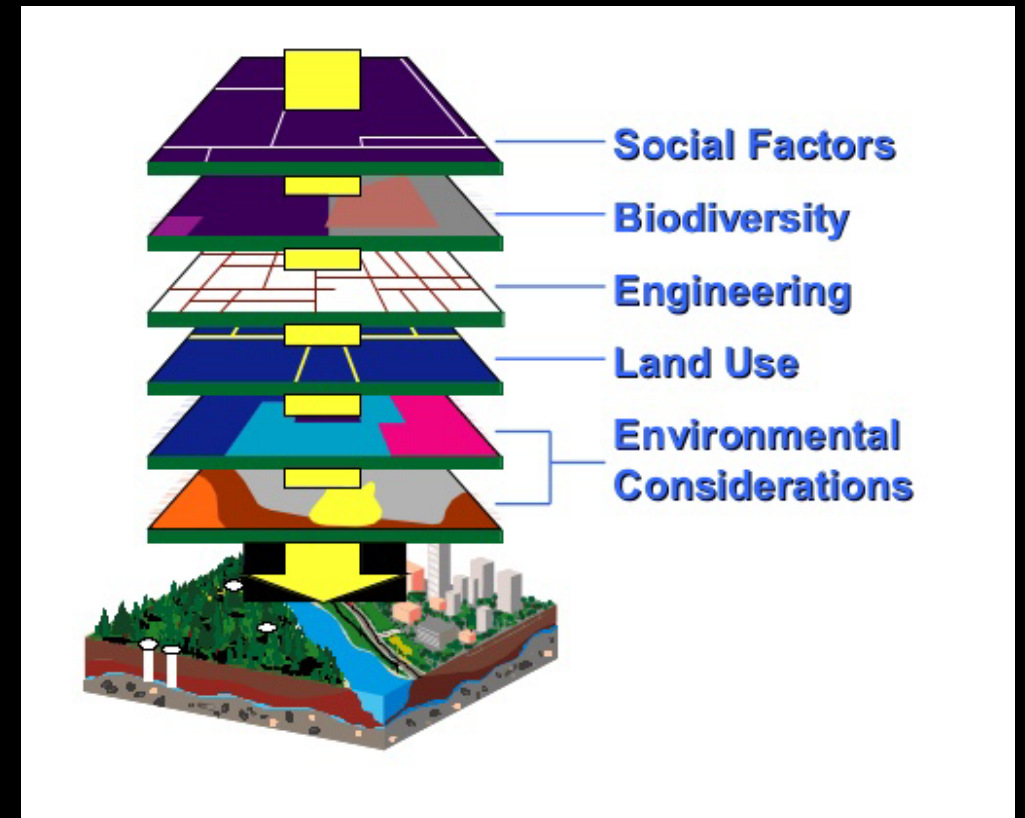 Social Factors
Biodiversity
Engineering
Land Use
Environmental
Considerations